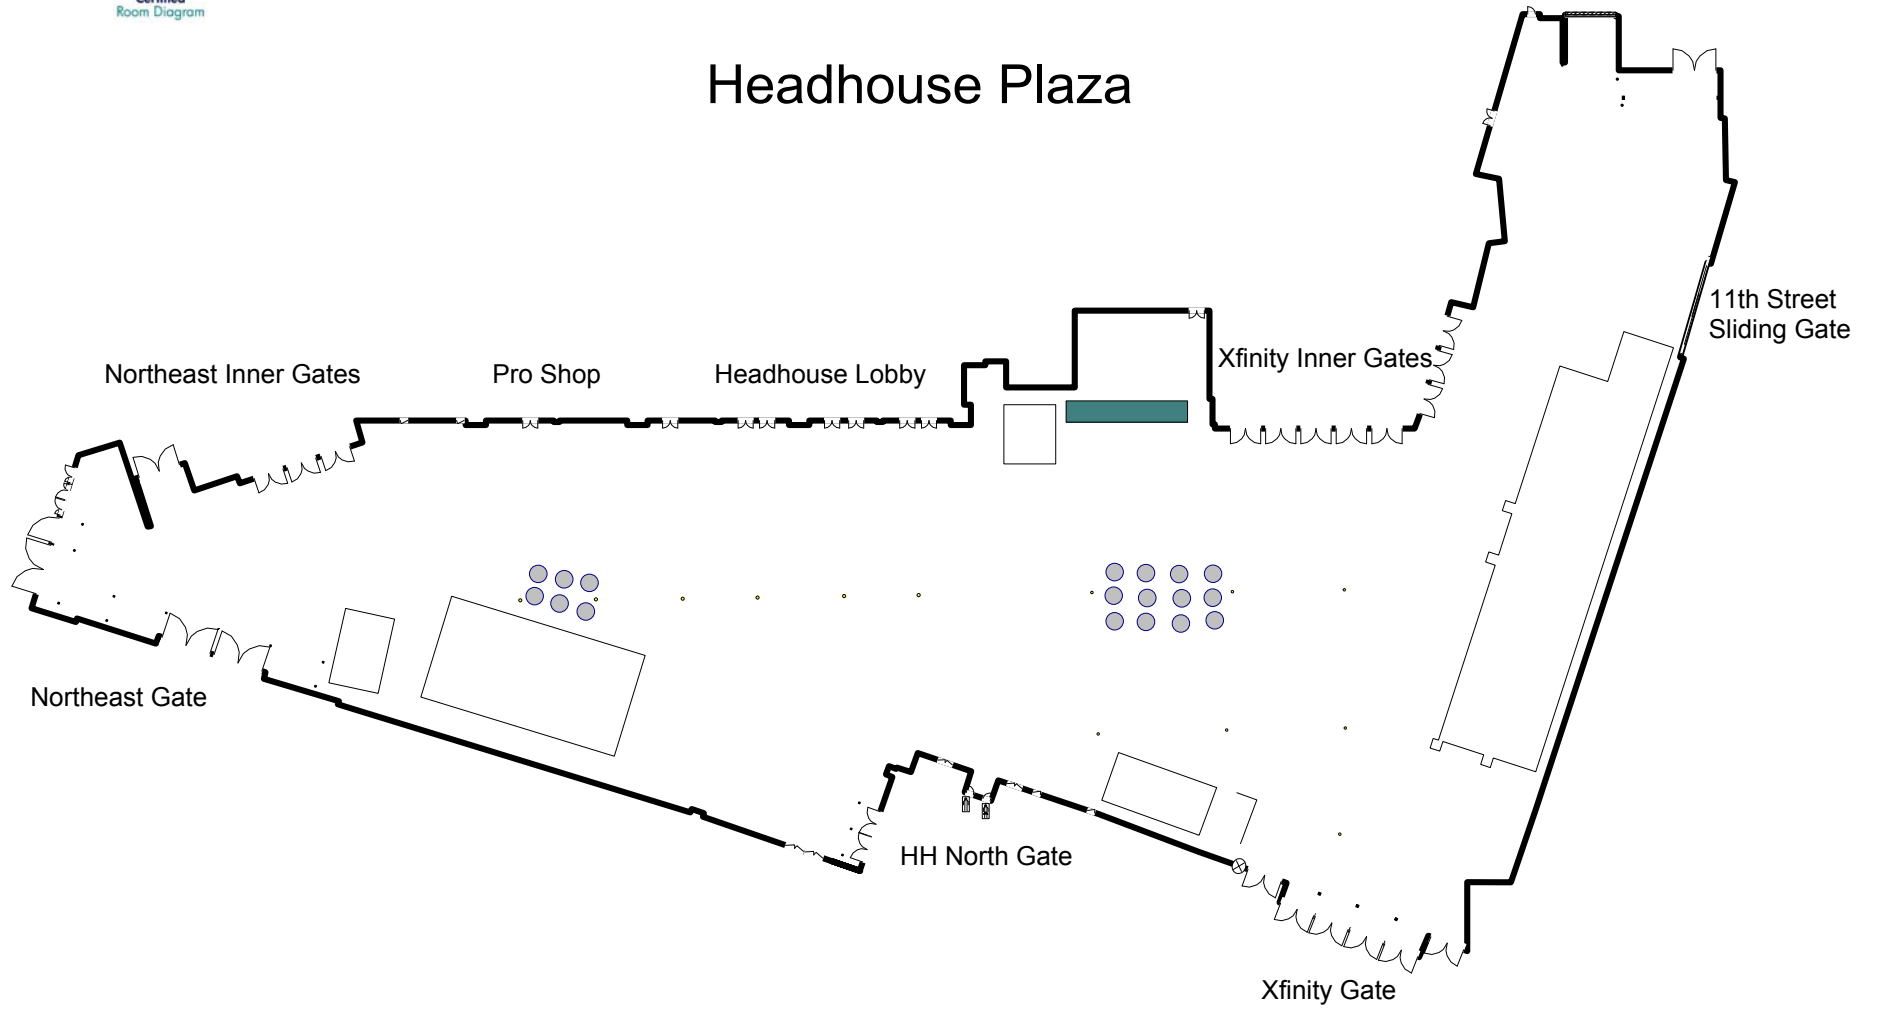 Certified
Room Diagram
Headhouse Plaza
11th Street
Sliding Gate
Northeast Inner Gates
Pro Shop
Headhouse Lobby
Xfinity Inner Gates
Northeast Gate
HH North Gate
Xfinity Gate